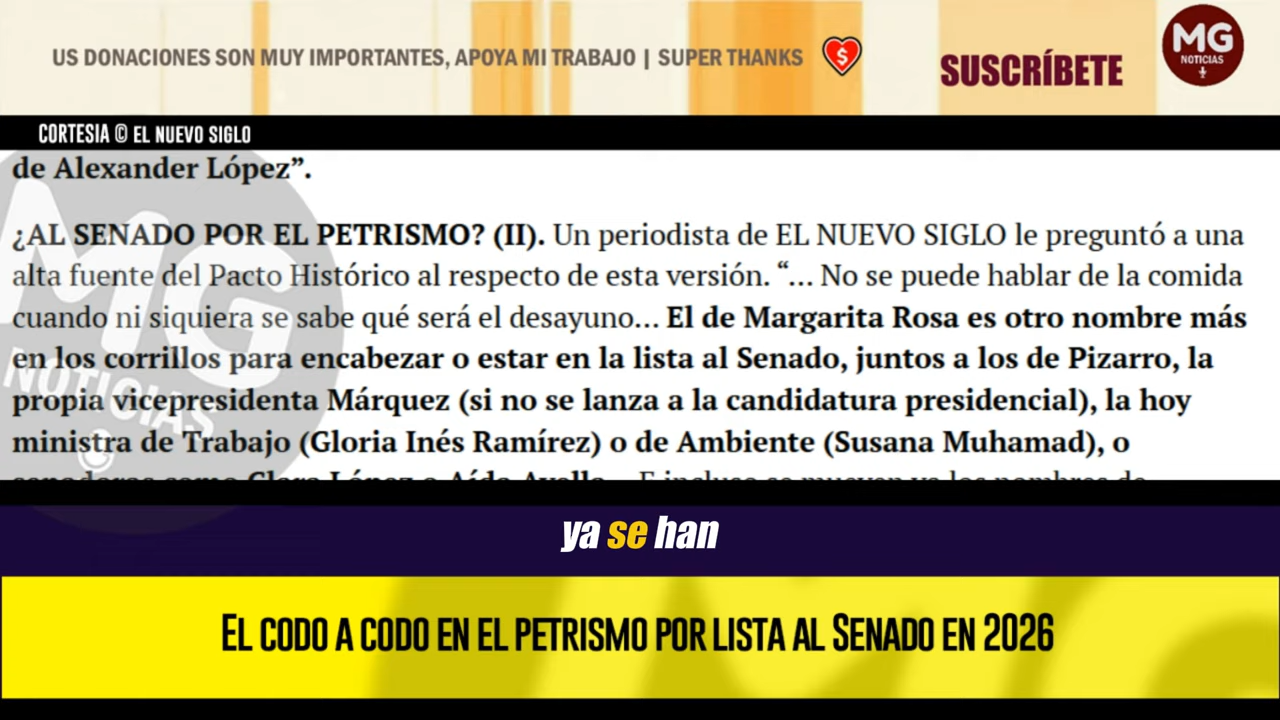 US DONACIONES SON MUY IMPORTANTES, APOYA MI TRABAJO | SUPER THANKS
SUSCRÍBETE
MG
NOTICIAS
CORTESIA © EL NUEVO SIGLO
de Alexander López”.
¿AL SENADO POR EL PETRISMO? (II). Un periodista de EL NUEVO SIGLO le preguntó a una
alta fuente del Pacto Histórico al respecto de esta versión. “… No se puede hablar de la comida
cuando ni siquiera se sabe qué será el desayuno… El de Margarita Rosa es otro nombre más
en los corrillos para encabezar o estar en la lista al Senado, juntos a los de Pizarro, la
propia vicepresidenta Márquez (si no se lanza a la candidatura presidencial), la hoy
ministra de Trabajo (Gloria Inés Ramírez) o de Ambiente (Susana Muhamad), o
MG
NOTICIAS
ya se han
EL CODO A CODO EN EL PETRISMO POR LISTA AL SENADO EN 2026